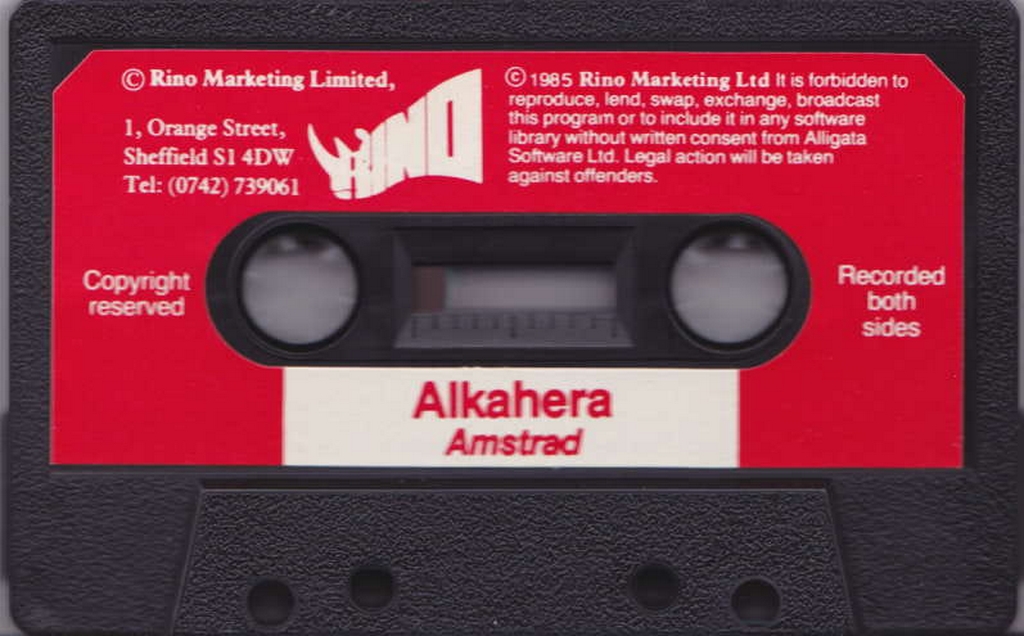 © Rino Marketing Limited,
1, Orange Street,
Sheffield S1 4DW
Tel: (0742) 739061
RINO
© 1985 Rino Marketing Ltd It is forbidden to
reproduce, lend, swap, exchange, broadcast
this program or to include it in any software
library without written consent from Alligata
Software Ltd. Legal action will be taken
against offenders.
Copyright
reserved
Recorded
both
sides
Alkahera
Amstrad